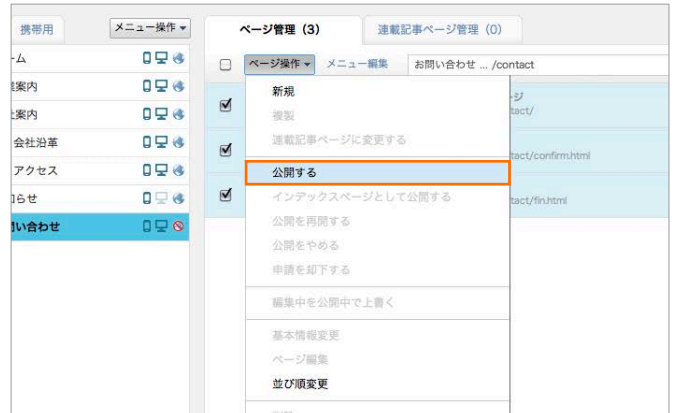 携帯用
メニュー操作
ページ管理（3）
連載記事ページ管理（0）
ーム
業案内
社案内
会社沿革
アクセス
知らせ
問い合わせ
ページ操作
メニュー編集
お問い合わせ ... /contact
新規
複製
連載記事ページに変更する
公開する
インデックスページとして公開する
公開を再開する
公開をやめる
申請を却下する
編集中を公開中で上書く
基本情報変更
ページ編集
並び順変更
ージ
tact/
tact/confirm.html
tact/fin.html